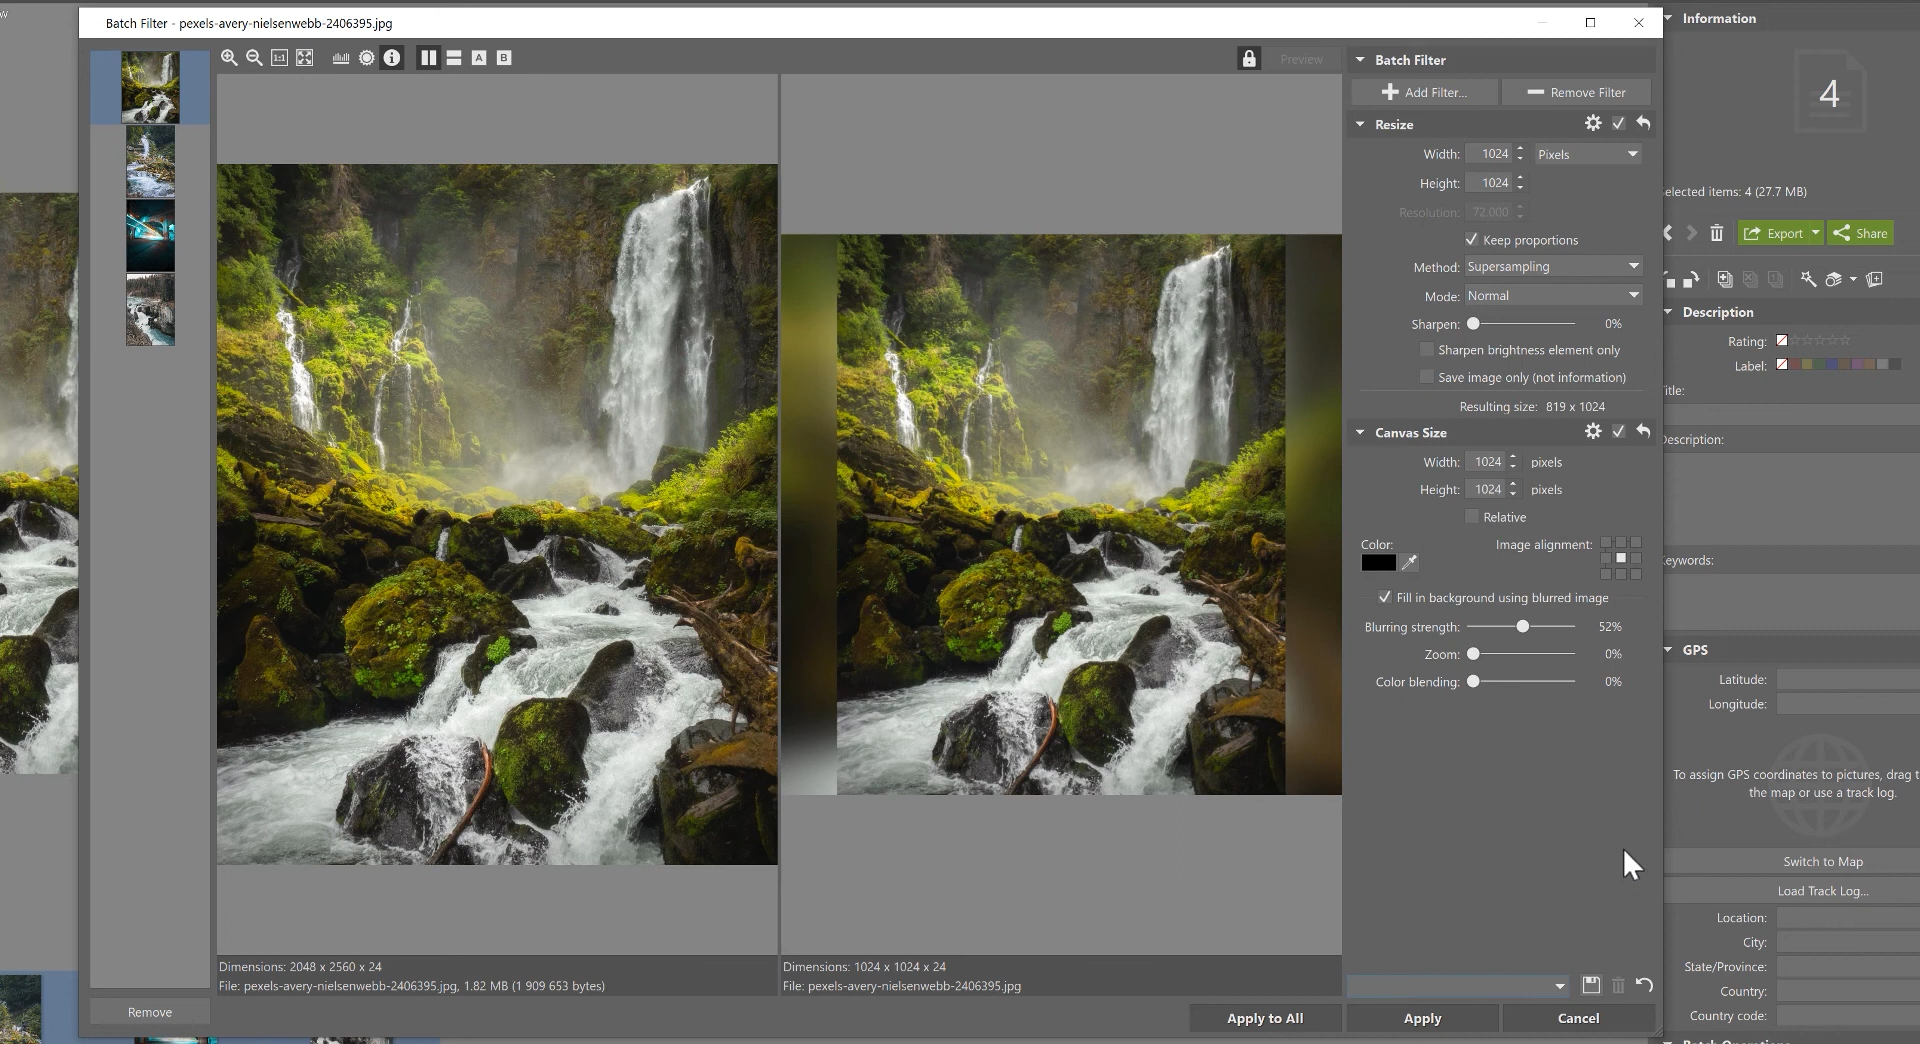 w
Batch Filter - pexels-avery-nielsenwebb-2406395.jpg
1:1
A
B
Preview
Batch Filter
Add Filter...
Remove Filter
Resize
Width: 1024 Pixels
Height: 1024
Resolution: 72.000
Keep proportions
Method: Supersampling
Mode: Normal
Sharpen: 0%
Sharpen brightness element only
Save image only (not information)
Resulting size: 819 x 1024
Canvas Size
Width: 1024 pixels
Height: 1024 pixels
Relative
Color:
Image alignment:
Fill in background using blurred image
Blurring strength: 52%
Zoom: 0%
Color blending: 0%
Dimensions: 2048 x 2560 x 24
File: pexels-avery-nielsenwebb-2406395.jpg, 1.82 MB (1 909 653 bytes)
Dimensions: 1024 x 1024 x 24
File: pexels-avery-nielsenwebb-2406395.jpg
Remove
Apply to All
Apply
Cancel
Information
4
elected items: 4 (27.7 MB)
Export
Share
Description
Rating:
Label:
itle:
escription:
eywords:
GPS
Latitude:
Longitude:
To assign GPS coordinates to pictures, drag t
the map or use a track log.
Switch to Map
Load Track Log...
Location:
City:
State/Province:
Country:
Country code:
Batch Operations